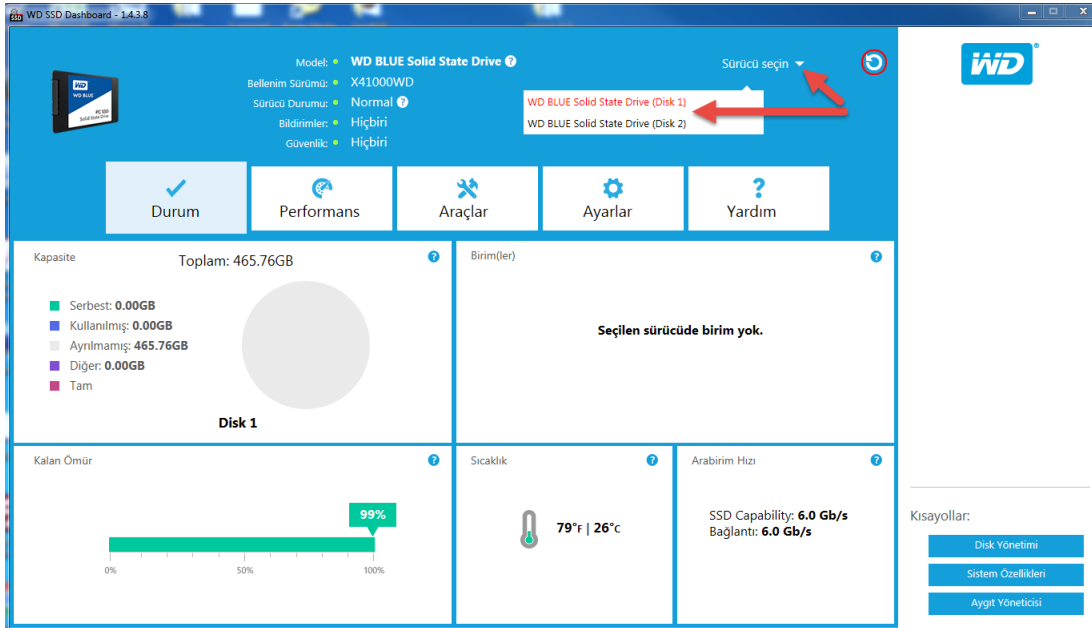 WD SSD Dashboard - 1.4.3.8
Model: WD BLUE Solid State Drive
Bellenim Sürümü: X41000WD
Sürücü Durumu: Normal
Bildirimler: Hiçbiri
Güvenlik: Hiçbiri
Sürücü seçin
WD BLUE Solid State Drive (Disk 1)
WD BLUE Solid State Drive (Disk 2)
WD
Durum
Performans
Araçlar
Ayarlar
Yardım
Kapasite
Toplam: 465.76GB
Serbest: 0.00GB
Kullanılmış: 0.00GB
Ayrılmamış: 465.76GB
Diğer: 0.00GB
Tam
Disk 1
Birim(ler)
Seçilen sürücüde birim yok.
Kalan Ömür
99%
0%
50%
100%
Sıcaklık
79°F | 26°C
Arabirim Hızı
SSD Capability: 6.0 Gb/s
Bağlantı: 6.0 Gb/s
Kısayollar:
Disk Yönetimi
Sistem Özellikleri
Aygıt Yöneticisi